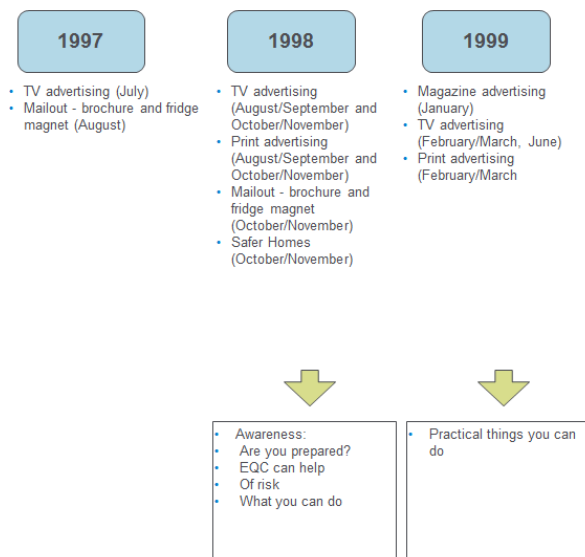 1997
• TV advertising (July)
• Mailout - brochure and fridge
magnet (August)
1998
• TV advertising
(August/September and
October/November)
• Print advertising
(August/September and
October/November)
• Mailout - brochure and
fridge magnet
(October/November)
• Safer Homes
(October/November)
1999
• Magazine advertising
(January)
• TV advertising
(February/March, June)
• Print advertising
(February/March
• Awareness:
• Are you prepared?
• EQC can help
• Of risk
• What you can do
• Practical things you can
do